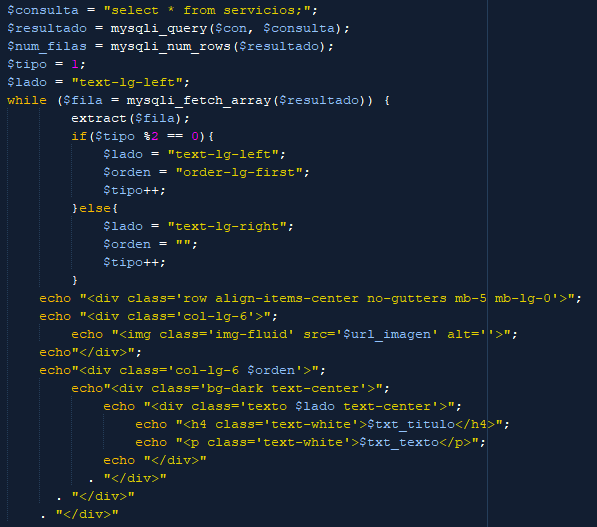 $consulta = "select * from servicios;";
$resultado = mysqli_query($con, $consulta);
$num_filas = mysqli_num_rows($resultado);
$tipo = 1;
$lado = "text-lg-left";
while ($fila = mysqli_fetch_array($resultado)) {
extract($fila);
if($tipo %2 == 0){
$lado = "text-lg-left";
$orden = "order-lg-first";
$tipo++;
}else{
$lado = "text-lg-right";
$orden = "";
$tipo++;
}
echo "<div class='row align-items-center no-gutters mb-5 mb-lg-0'>";
echo "<div class='col-lg-6'>";
echo "<img class='img-fluid' src='$url_imagen' alt=''>";
echo"</div>";
echo"<div class='col-lg-6 $orden'>";
echo"<div class='bg-dark text-center'>";
echo "<div class='texto $lado text-center'>";
echo "<h4 class='text-white'>$txt_titulo</h4>";
echo "<p class='text-white'>$txt_texto</p>";
echo "</div>"
. "</div>"
. "</div>"
. "</div>"